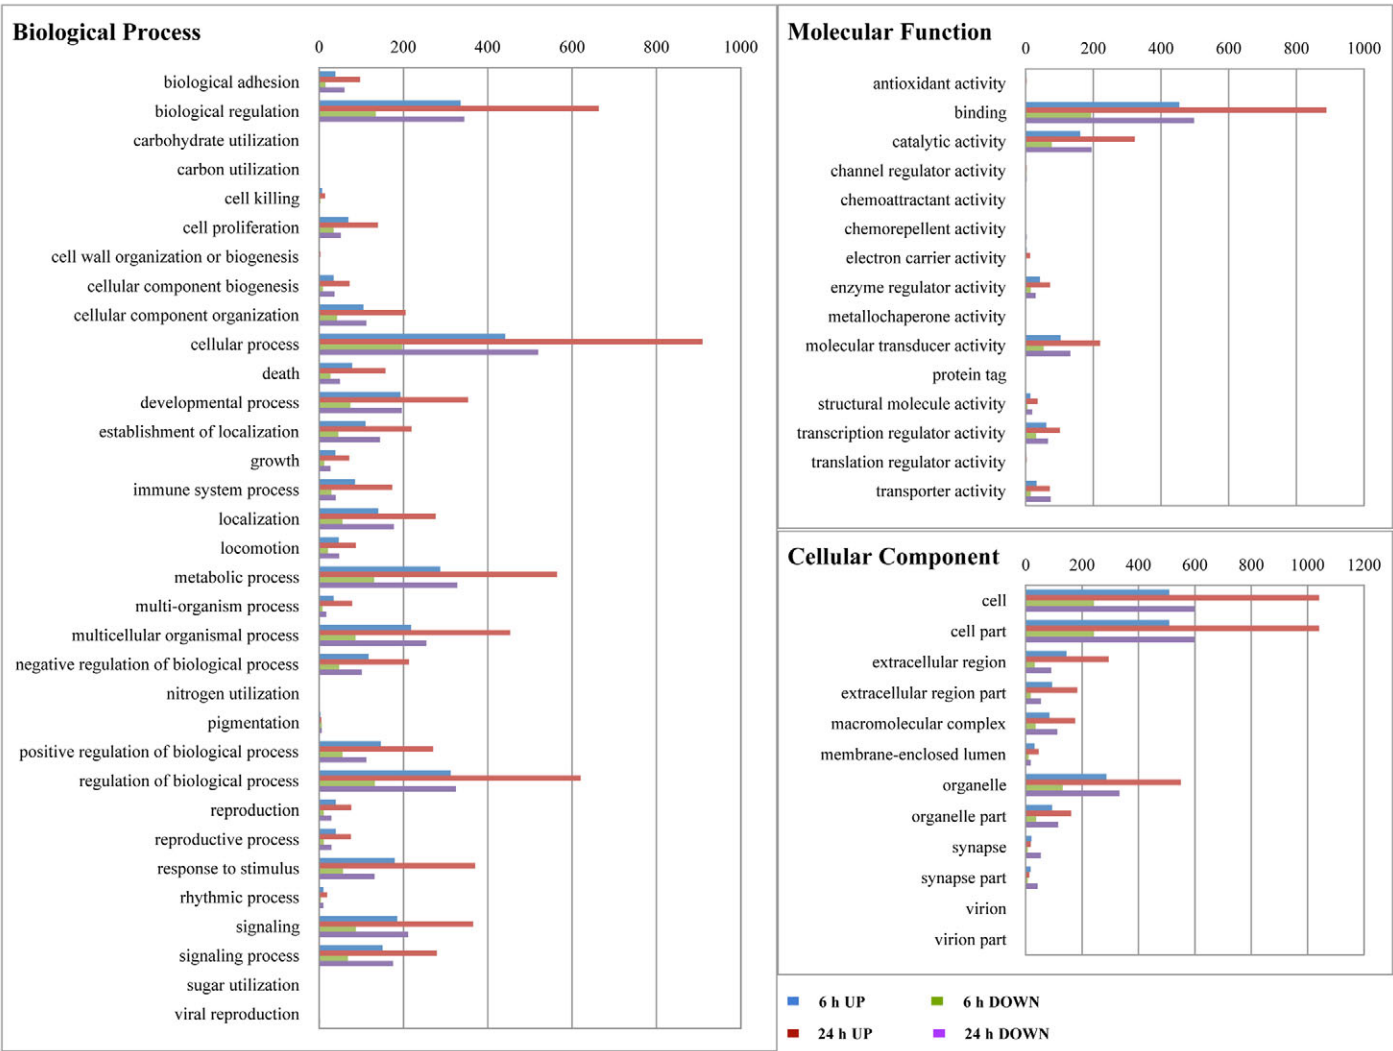 Biological Process
0 200 400 600 800 1000
biological adhesion
biological regulation
carbohydrate utilization
carbon utilization
cell killing
cell proliferation
cell wall organization or biogenesis
cellular component biogenesis
cellular component organization
cellular process
death
developmental process
establishment of localization
growth
immune system process
localization
locomotion
metabolic process
multi-organism process
multicellular organismal process
negative regulation of biological process
nitrogen utilization
pigmentation
positive regulation of biological process
regulation of biological process
reproduction
reproductive process
response to stimulus
rhythmic process
signaling
signaling process
sugar utilization
viral reproduction
Molecular Function
0 200 400 600 800 1000
antioxidant activity
binding
catalytic activity
channel regulator activity
chemoattractant activity
chemorepellent activity
electron carrier activity
enzyme regulator activity
metallochaperone activity
molecular transducer activity
protein tag
structural molecule activity
transcription regulator activity
translation regulator activity
transporter activity
Cellular Component
0 200 400 600 800 1000 1200
cell
cell part
extracellular region
extracellular region part
macromolecular complex
membrane-enclosed lumen
organelle
organelle part
synapse
synapse part
virion
virion part
6 h UP 6 h DOWN
24 h UP 24 h DOWN